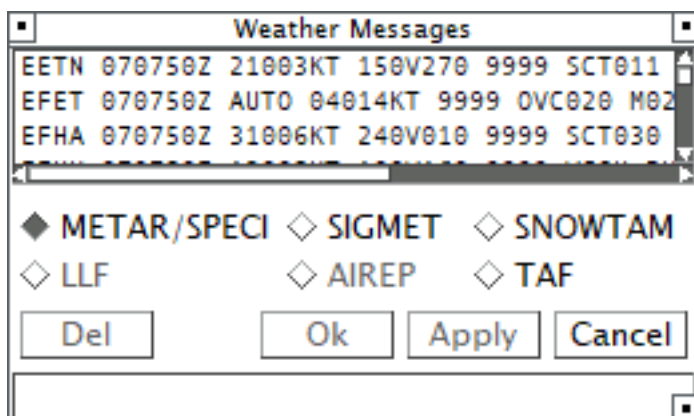 Weather Messages
EETN 070750Z 21003KT 150V270 9999 SCT011
EFET 070750Z AUTO 04014KT 9999 OVC020 M02
EFHA 070750Z 31006KT 240V010 9999 SCT030
METAR/SPECI SIGMET SNOWTAM
LLF AIREP TAF
Del Ok Apply Cancel